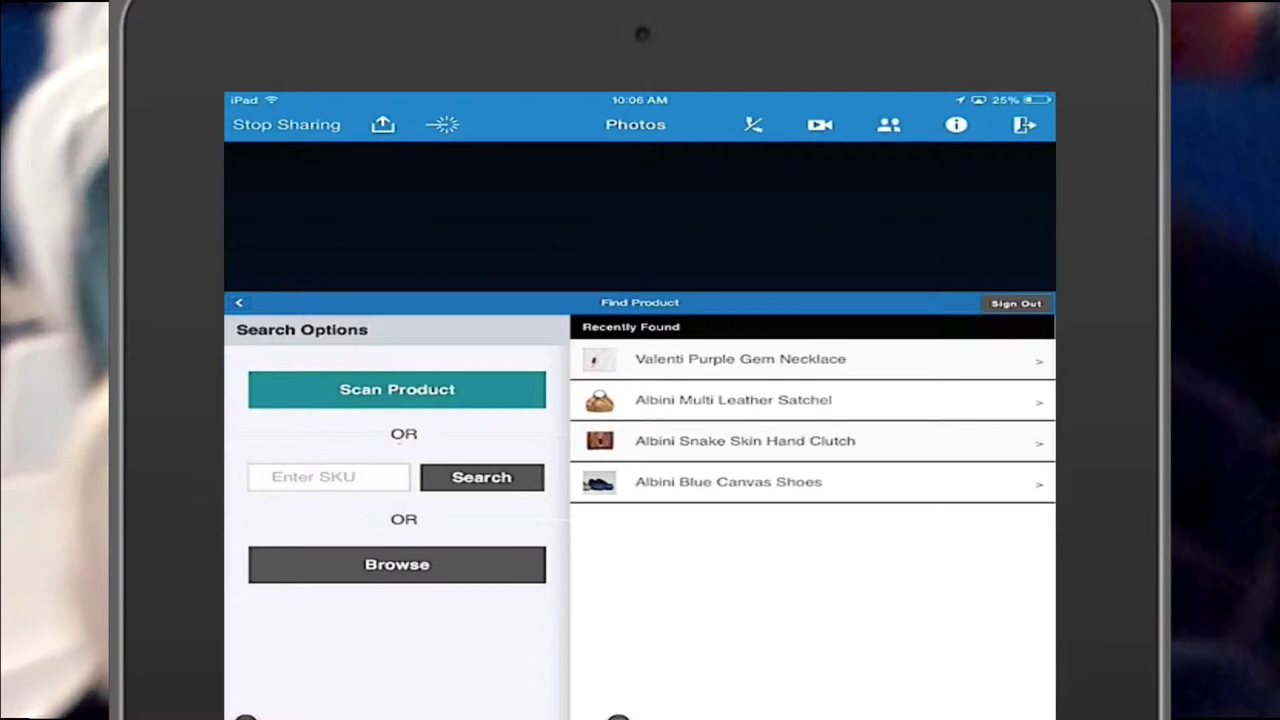 iPad 10:06 AM 25%
Stop Sharing Photos
Find Product Sign Out
Search Options
Scan Product
OR
Enter SKU Search
OR
Browse
Recently Found
Valenti Purple Gem Necklace >
Albini Multi Leather Satchel >
Albini Snake Skin Hand Clutch >
Albini Blue Canvas Shoes >